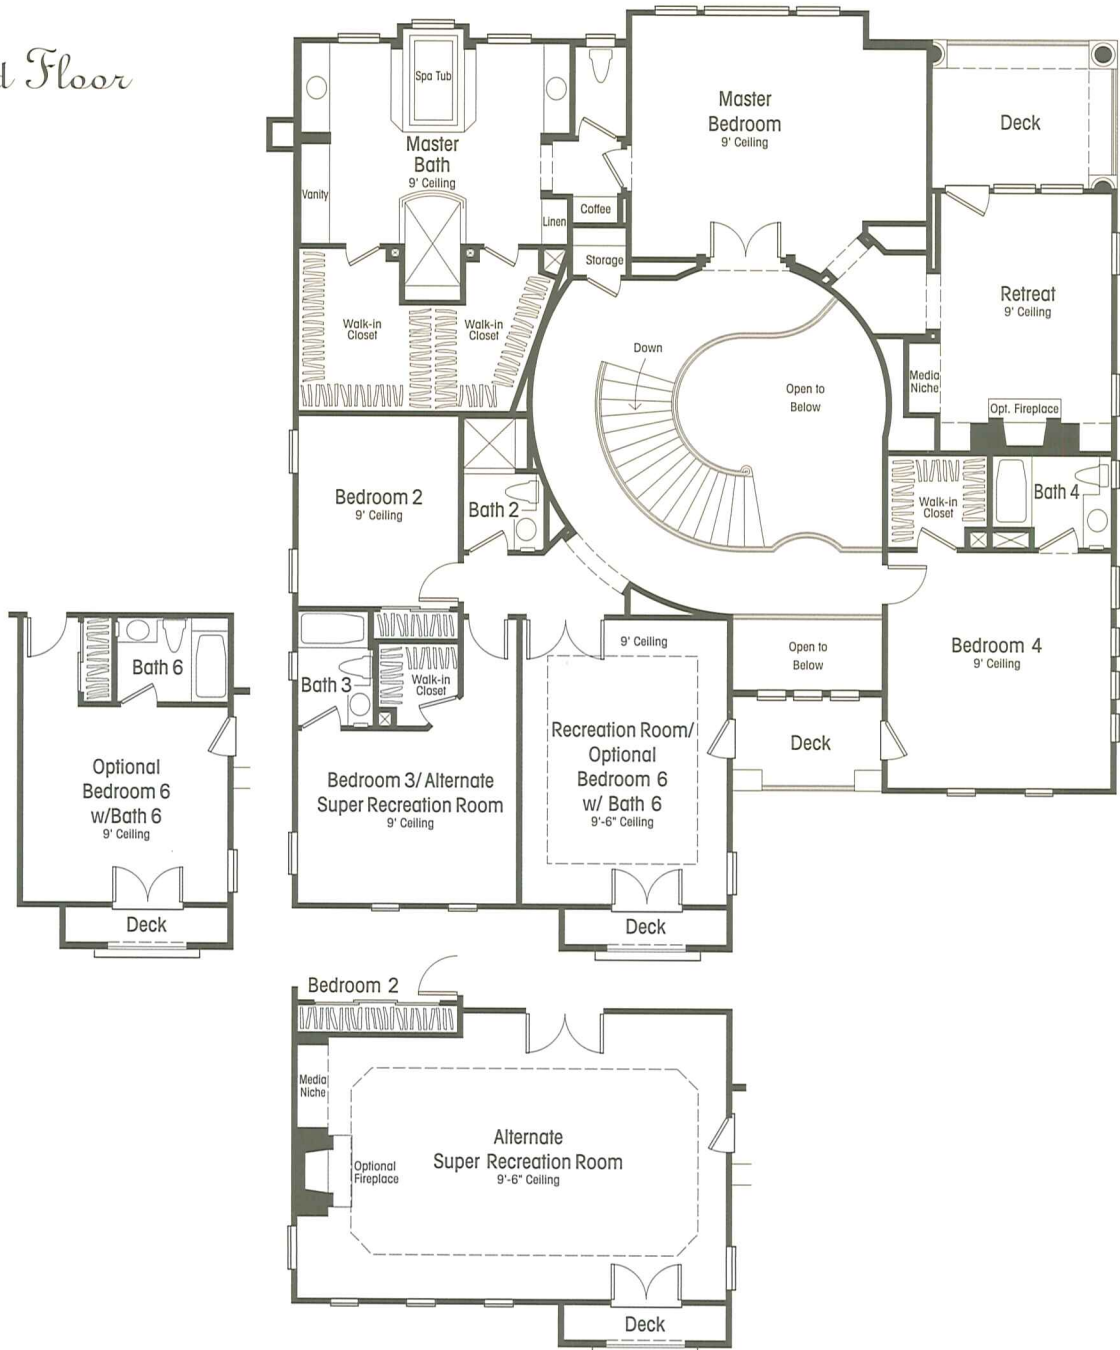 Floor
Spa Tub
Master
Bath
9' Ceiling
Vanity
Linen
Coffee
Storage
Master
Bedroom
9' Ceiling
Deck
Walk-in
Closet
Walk-in
Closet
Retreat
9' Ceiling
Media
Niche
Opt. Fireplace
Down
Open to
Below
Bedroom 2
9' Ceiling
Bath 2
Walk-in
Closet
Bath 4
Bedroom 4
9' Ceiling
Open to
Below
Deck
Bath 3
Walk-in
Closet
Bedroom 3/ Alternate
Super Recreation Room
9' Ceiling
9' Ceiling
Recreation Room/
Optional
Bedroom 6
w/ Bath 6
9'-6" Ceiling
Deck
Bath 6
Optional
Bedroom 6
w/Bath 6
9' Ceiling
Deck
Bedroom 2
Media
Niche
Optional
Fireplace
Alternate
Super Recreation Room
9'-6" Ceiling
Deck